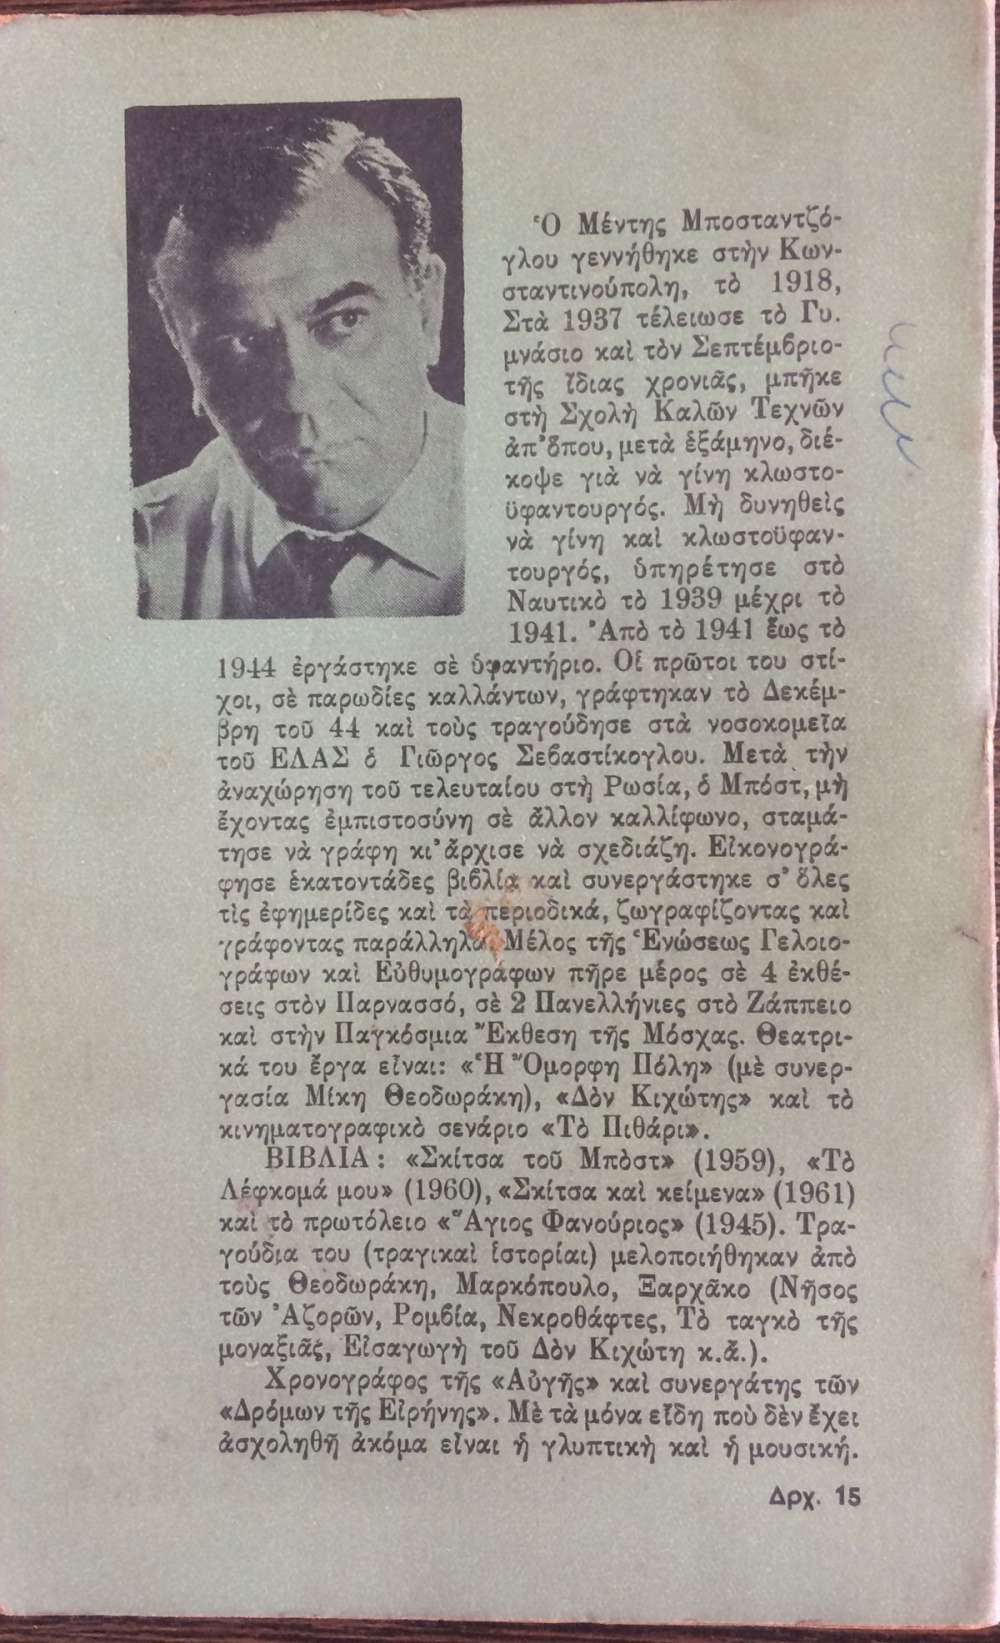 Ὁ Μέντης Μποσταντζό-
γλου γεννήθηκε στὴν Κων-
σταντινούπολη, τὸ 1918,
Στὰ 1937 τέλειωσε τὸ Γυ.
μνάσιο καὶ τὸν Σεπτέμβριο-
τῆς ἴδιας χρονιᾶς, μπῆκε
στὴ Σχολὴ Καλῶν Τεχνῶν
ἀπ᾿ ὅπου, μετὰ ἑξάμηνο, διέ-
κοψε γιὰ νὰ γίνη κλωστο-
ϋφαντουργός. Μὴ δυνηθεὶς
νὰ γίνη καὶ κλωστοϋφαν-
τουργός, ὑπηρέτησε στὸ
Ναυτικὸ τὸ 1939 μέχρι τὸ
1941. Ἀπὸ τὸ 1941 ἕως τὸ
1944 ἐργάστηκε σὲ ὑφαντήριο. Οἱ πρῶτοι του στί-
χοι, σὲ παρωδίες καλλάντων, γράφτηκαν τὸ Δεκέμ-
βρη τοῦ 44 καὶ τοὺς τραγούδησε στὰ νοσοκομεῖα
τοῦ ΕΛΑΣ ὁ Γιῶργος Σεβαστίκογλου. Μετὰ τὴν
ἀναχώρηση τοῦ τελευταίου στὴ Ρωσία, ὁ Μπόστ, μὴ
ἔχοντας ἐμπιστοσύνη σὲ ἄλλον καλλίφωνο, σταμά-
τησε νὰ γράφη κι᾿ ἄρχισε νὰ σχεδιάζη. Εἰκονογρά-
φησε ἑκατοντάδες βιβλία καὶ συνεργάστηκε σ᾿ ὅλες
τὶς ἐφημερίδες καὶ τὰ περιοδικά, ζωγραφίζοντας καὶ
γράφοντας παράλληλα. Μέλος τῆς Ἑνώσεως Γελοιο-
γράφων καὶ Εὐθυμογράφων πῆρε μέρος σὲ 4 ἐκθέ-
σεις στὸν Παρνασσό, σὲ 2 Πανελλήνιες στὸ Ζάππειο
καὶ στὴν Παγκόσμια Ἔκθεση τῆς Μόσχας. Θεατρι-
κά του ἔργα εἶναι: «Ἡ Ὄμορφη Πόλη» (μὲ συνερ-
γασία Μίκη Θεοδωράκη), «Δὸν Κιχώτης» καὶ τὸ
κινηματογραφικὸ σενάριο «Τὸ Πιθάρι».
ΒΙΒΛΙΑ : «Σκίτσα τοῦ Μπὸστ» (1959), «Τὸ
Λέφκομά μου» (1960), «Σκίτσα καὶ κείμενα» (1961)
καὶ τὸ πρωτόλειο «Ἅγιος Φανούριος» (1945). Τρα-
γούδια του (τραγικαὶ ἱστορίαι) μελοποιήθηκαν ἀπὸ
τοὺς Θεοδωράκη, Μαρκόπουλο, Ξαρχᾶκο (Νῆσος
τῶν Ἀζορῶν, Ρομβία, Νεκροθάφτες, Τὸ ταγκὸ τῆς
μοναξιᾶς, Εἰσαγωγὴ τοῦ Δὸν Κιχώτη κ.ἄ.).
Χρονογράφος τῆς «Αὐγῆς» καὶ συνεργάτης τῶν
«Δρόμων τῆς Εἰρήνης». Μὲ τὰ μόνα εἴδη ποὺ δὲν ἔχει
ἀσχοληθῆ ἀκόμα εἶναι ἡ γλυπτικὴ καὶ ἡ μουσική.
Δρχ. 15